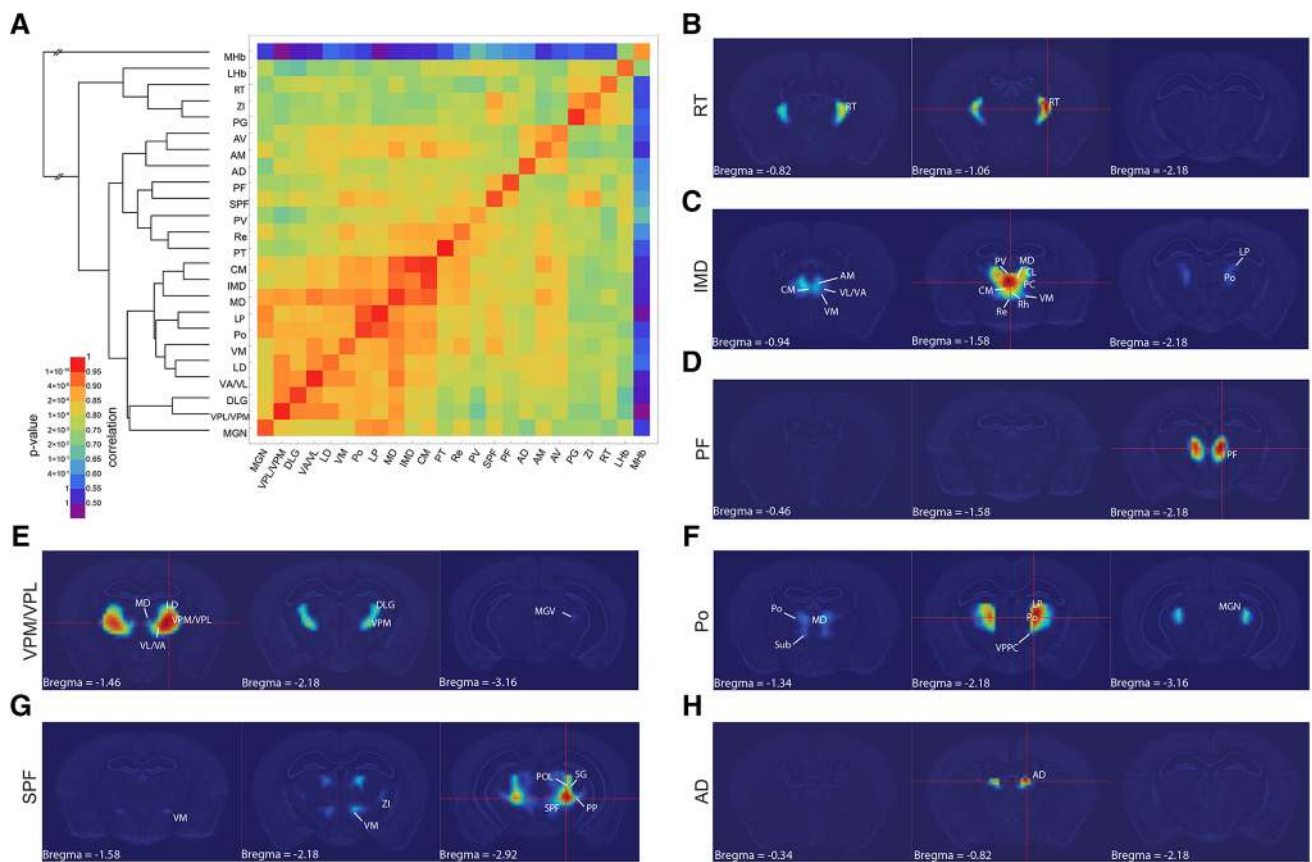 A
MHb
LHb
RT
ZI
PG
AV
AM
AD
PF
SPF
PV
Re
PT
CM
IMD
MD
LP
Po
VM
LD
VA/VL
DLG
VPL/VPM
MGN
p-value
correlation
1
0.95
0.90
0.85
0.80
0.75
0.70
0.65
0.60
0.55
0.50
1
1
MGN VPL/VPM DLG VA/VL LD VM Po LP MD IMD CM PT Re PV SPF PF AD AM AV PG ZI RT LHb MHb
B
RT
RT
Bregma = -0.82
RT
Bregma = -1.06
Bregma = -2.18
C
IMD
AM
CM
VL/VA
VM
Bregma = -0.94
PV
MD
CL
PC
CM
VM
Rh
Re
Bregma = -1.58
LP
Po
Bregma = -2.18
D
PF
Bregma = -0.46
Bregma = -1.58
PF
Bregma = -2.18
E
VPM/VPL
MD
LD
VPM/VPL
VL/VA
Bregma = -1.46
DLG
VPM
Bregma = -2.18
MGV
Bregma = -3.16
F
Po
Po
MD
Sub
Bregma = -1.34
LP
Po
VPPC
Bregma = -2.18
MGN
Bregma = -3.16
G
SPF
VM
Bregma = -1.58
ZI
VM
Bregma = -2.18
POL
SG
SPF
PP
Bregma = -2.92
H
AD
Bregma = -0.34
AD
Bregma = -0.82
Bregma = -2.18